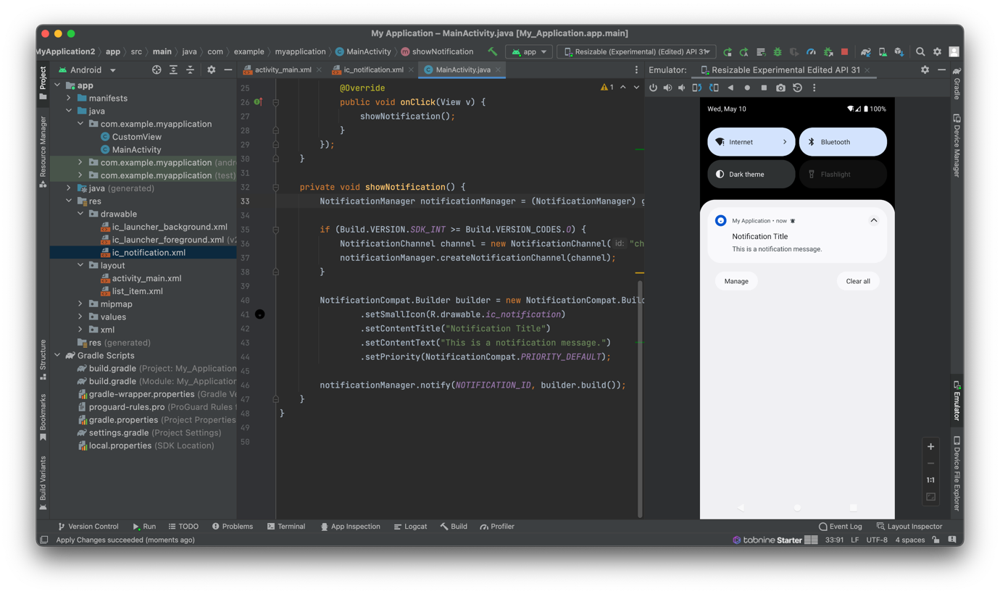 My Application – MainActivity.java [My_Application.app.main]
MyApplication2 〉 app 〉 src 〉 main 〉 java 〉 com 〉 example 〉 myapplication 〉 MainActivity 〉 showNotification
app
Resizable (Experimental) (Edited) API 31
Project
Resource Manager
Structure
Bookmarks
Build Variants
Android
app
manifests
java
com.example.myapplication
CustomView
MainActivity
com.example.myapplication (andr
com.example.myapplication (test)
java (generated)
res
drawable
ic_launcher_background.xml
ic_launcher_foreground.xml (v2
ic_notification.xml
layout
activity_main.xml
list_item.xml
mipmap
values
xml
res (generated)
Gradle Scripts
build.gradle (Project: My_Application
build.gradle (Module: My_Application
gradle-wrapper.properties (Gradle Ve
proguard-rules.pro (ProGuard Rules f
gradle.properties (Project Properties
settings.gradle (Project Settings)
local.properties (SDK Location)
activity_main.xml
ic_notification.xml
MainActivity.java
1
25 @Override
26 public void onClick(View v) {
27 showNotification();
28 }
29 });
30 }
31
32 private void showNotification() {
33 NotificationManager notificationManager = (NotificationManager) g
34
35 if (Build.VERSION.SDK_INT >= Build.VERSION_CODES.O) {
36 NotificationChannel channel = new NotificationChannel( id: "ch
37 notificationManager.createNotificationChannel(channel);
38 }
39
40 NotificationCompat.Builder builder = new NotificationCompat.Build
41 .setSmallIcon(R.drawable.ic_notification)
42 .setContentTitle("Notification Title")
43 .setContentText("This is a notification message.")
44 .setPriority(NotificationCompat.PRIORITY_DEFAULT);
45
46 notificationManager.notify(NOTIFICATION_ID, builder.build());
47 }
48 }
49
50
Emulator:
Resizable Experimental Edited API 31
Wed, May 10
100%
Internet
Bluetooth
Dark theme
Flashlight
My Application • now
Notification Title
This is a notification message.
Manage
Clear all
1:1
Gradle
Device Manager
Emulator
Device File Explorer
Version Control
Run
TODO
Problems
Terminal
App Inspection
Logcat
Build
Profiler
Event Log
Layout Inspector
Apply Changes succeeded (moments ago)
tabnine Starter
33:91
LF
UTF-8
4 spaces